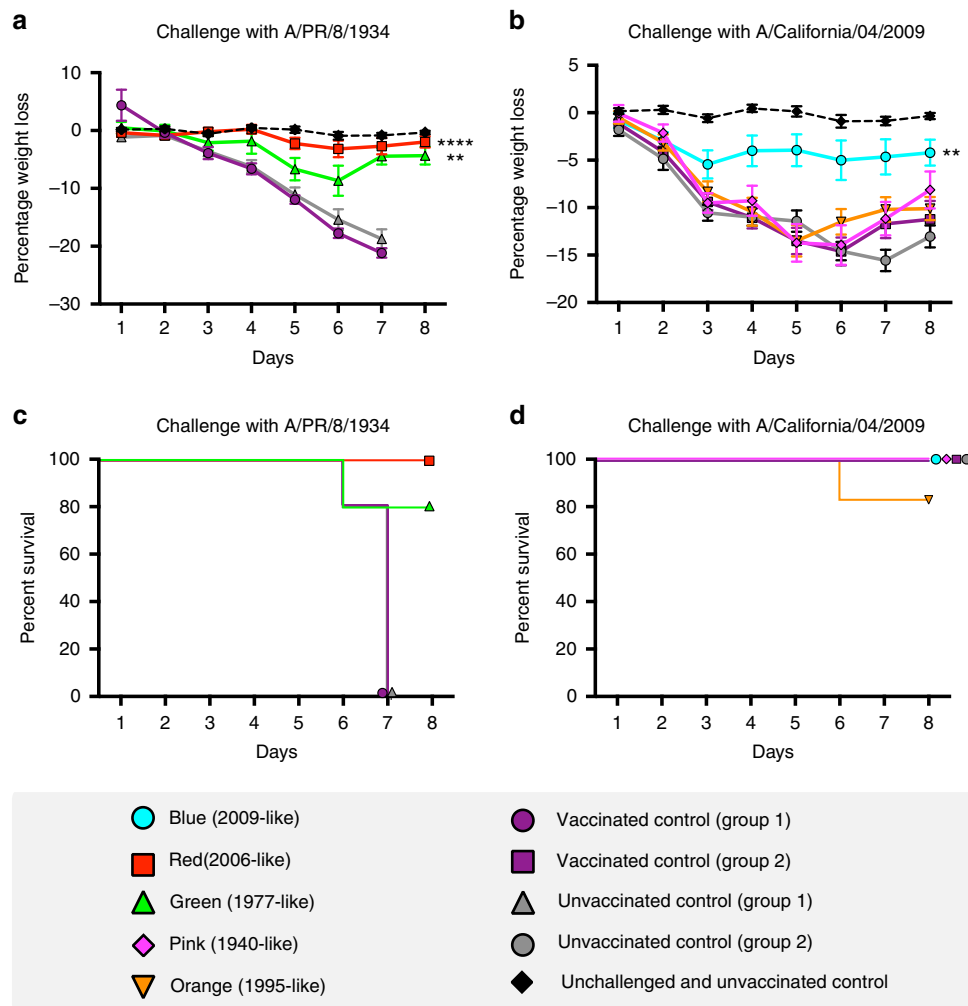 a
Challenge with A/PR/8/1934
10
0
–10
–20
–30
Percentage weight loss
****
**
1 2 3 4 5 6 7 8
Days
b
Challenge with A/California/04/2009
5
0
–5
–10
–15
–20
Percentage weight loss
**
1 2 3 4 5 6 7 8
Days
c
Challenge with A/PR/8/1934
100
80
60
40
20
0
Percent survival
1 2 3 4 5 6 7 8
Days
d
Challenge with A/California/04/2009
100
80
60
40
20
0
Percent survival
1 2 3 4 5 6 7 8
Days
Blue (2009-like)
Red(2006-like)
Green (1977-like)
Pink (1940-like)
Orange (1995-like)
Vaccinated control (group 1)
Vaccinated control (group 2)
Unvaccinated control (group 1)
Unvaccinated control (group 2)
Unchallenged and unvaccinated control